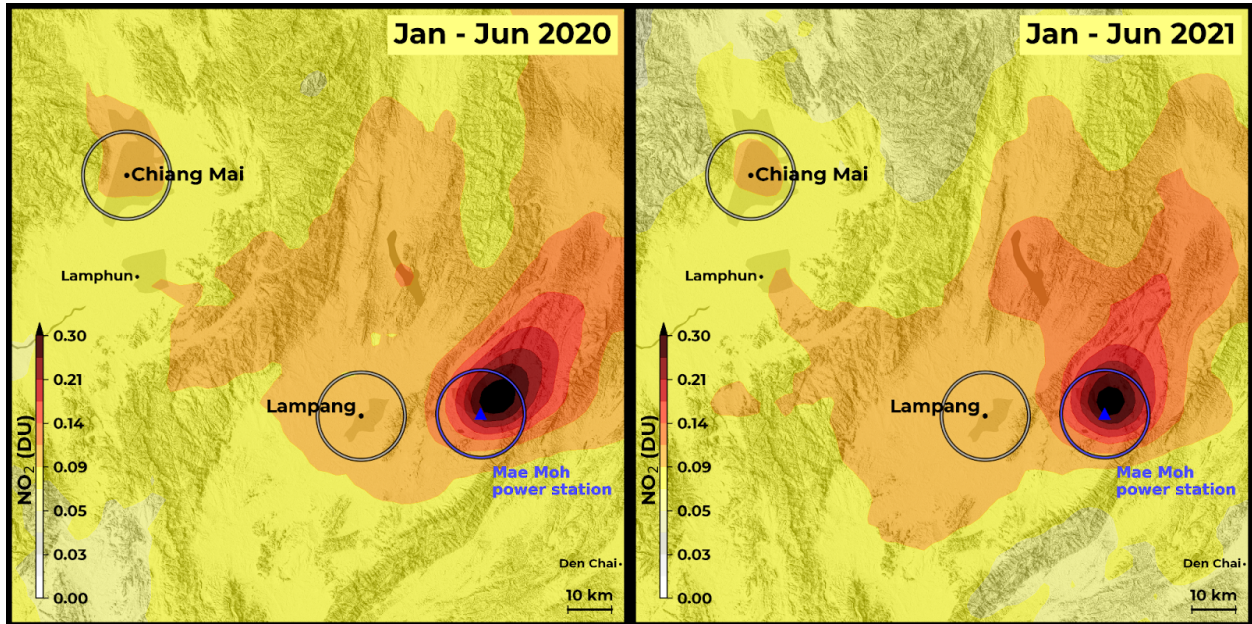 Jan - Jun 2020
Chiang Mai
Lamphun
0.30
0.21
0.14
0.09
0.05
0.03
0.00
NO₂ (DU)
Lampang
Mae Moh
power station
Den Chai
10 km
Jan - Jun 2021
Chiang Mai
Lamphun
0.30
0.21
0.14
0.09
0.05
0.03
0.00
NO₂ (DU)
Lampang
Mae Moh
power station
Den Chai
10 km